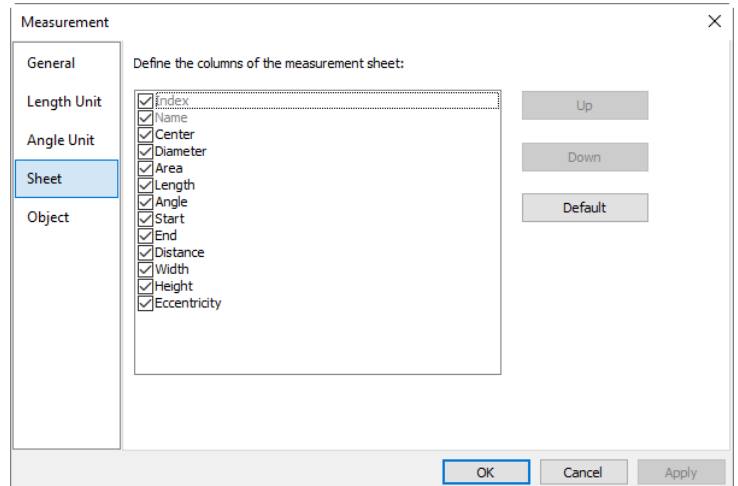 Measurement
General
Length Unit
Angle Unit
Sheet
Object
Define the columns of the measurement sheet:
Index
Name
Center
Diameter
Area
Length
Angle
Start
End
Distance
Width
Height
Eccentricity
Up
Down
Default
OK
Cancel
Apply